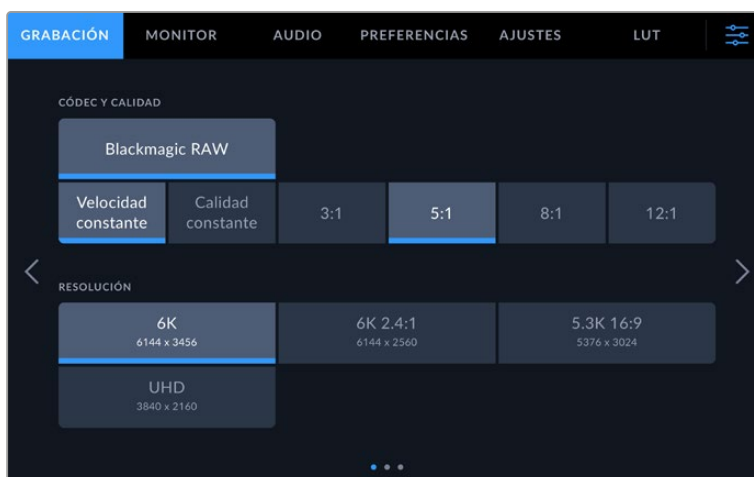 GRABACIÓN MONITOR AUDIO PREFERENCIAS AJUSTES LUT
CÓDEC Y CALIDAD
Blackmagic RAW
Velocidad constante
Calidad constante
3:1 5:1 8:1 12:1
RESOLUCIÓN
6K 6K 2.4:1 5.3K 16:9
6144 x 3456 6144 x 2560 5376 x 3024
UHD
3840 x 2160